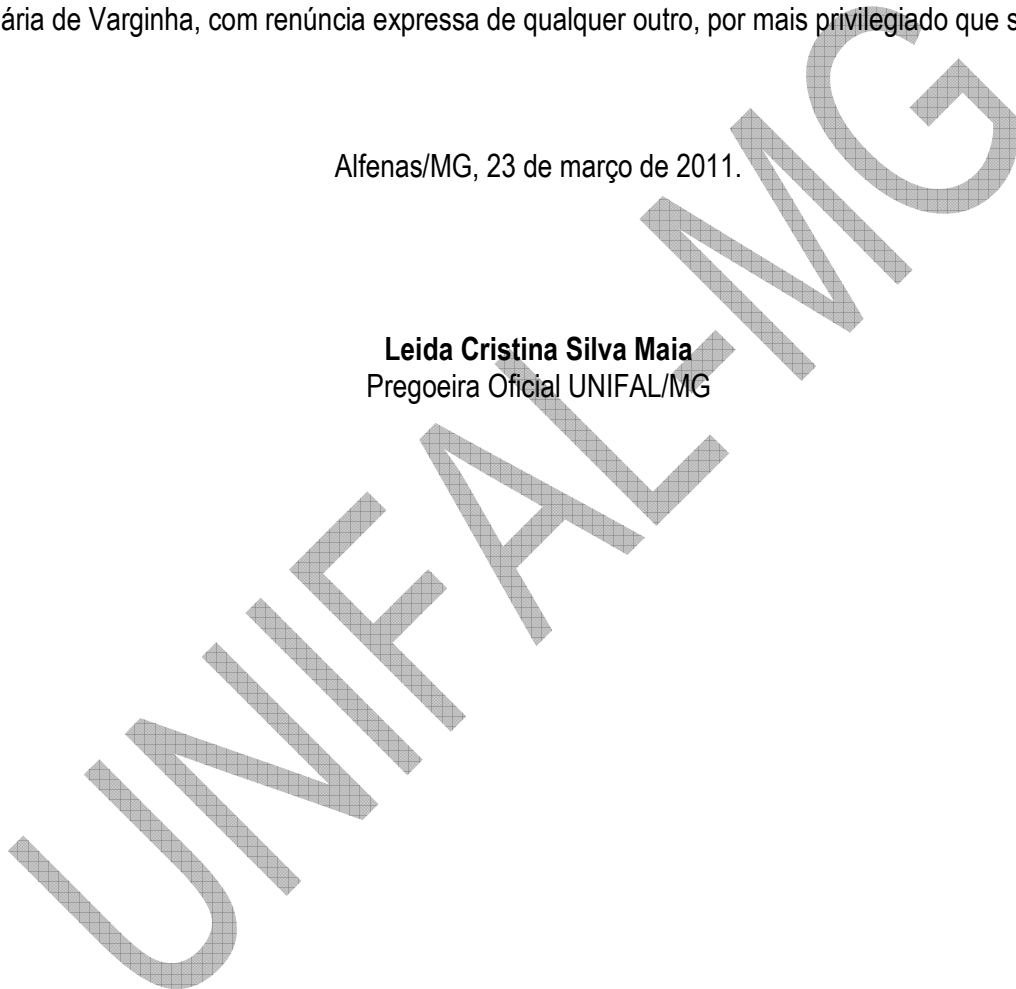 ária de Varginha, com renúncia expressa de qualquer outro, por mais privilegiado que s
Alfenas/MG, 23 de março de 2011.
Leida Cristina Silva Maia
Pregoeira Oficial UNIFAL/MG
UNIFAL-MG